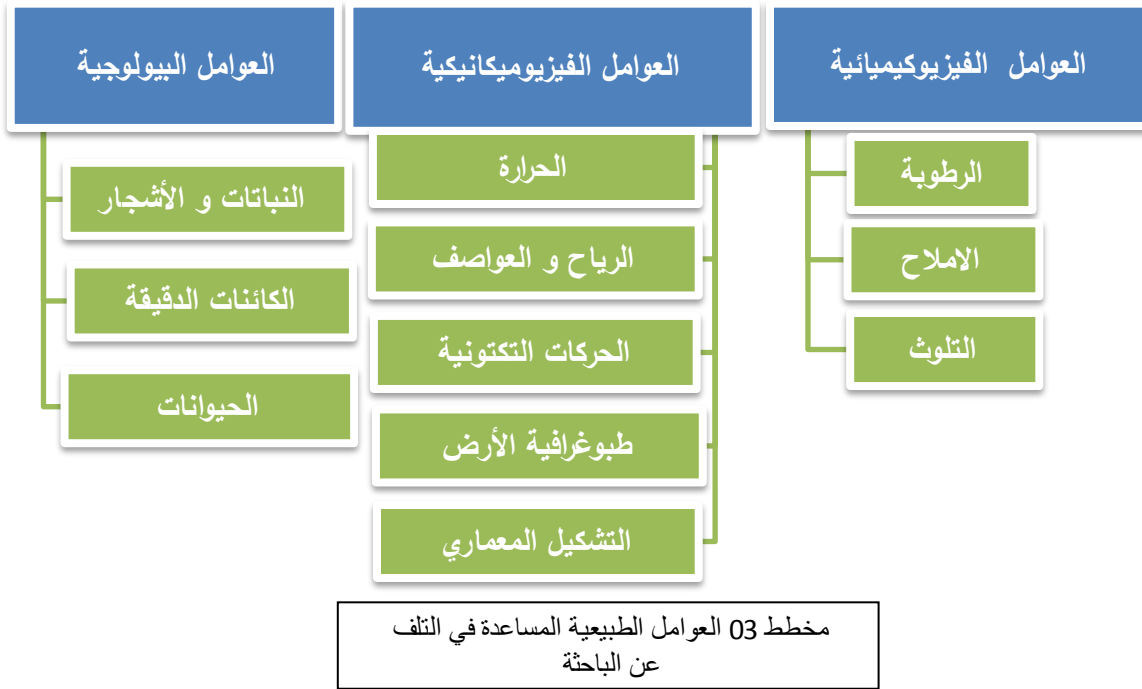 العوامل الفيزيوكيميائية
الرطوبة
الاملاح
التلوث
العوامل الفيزيوميكانيكية
الحرارة
الرياح و العواصف
الحركات التكتونية
طبوغرافية الأرض
التشكيل المعماري
العوامل البيولوجية
النباتات و الأشجار
الكائنات الدقيقة
الحيوانات
مخطط 03 العوامل الطبيعية المساعدة في التلف
عن الباحثة